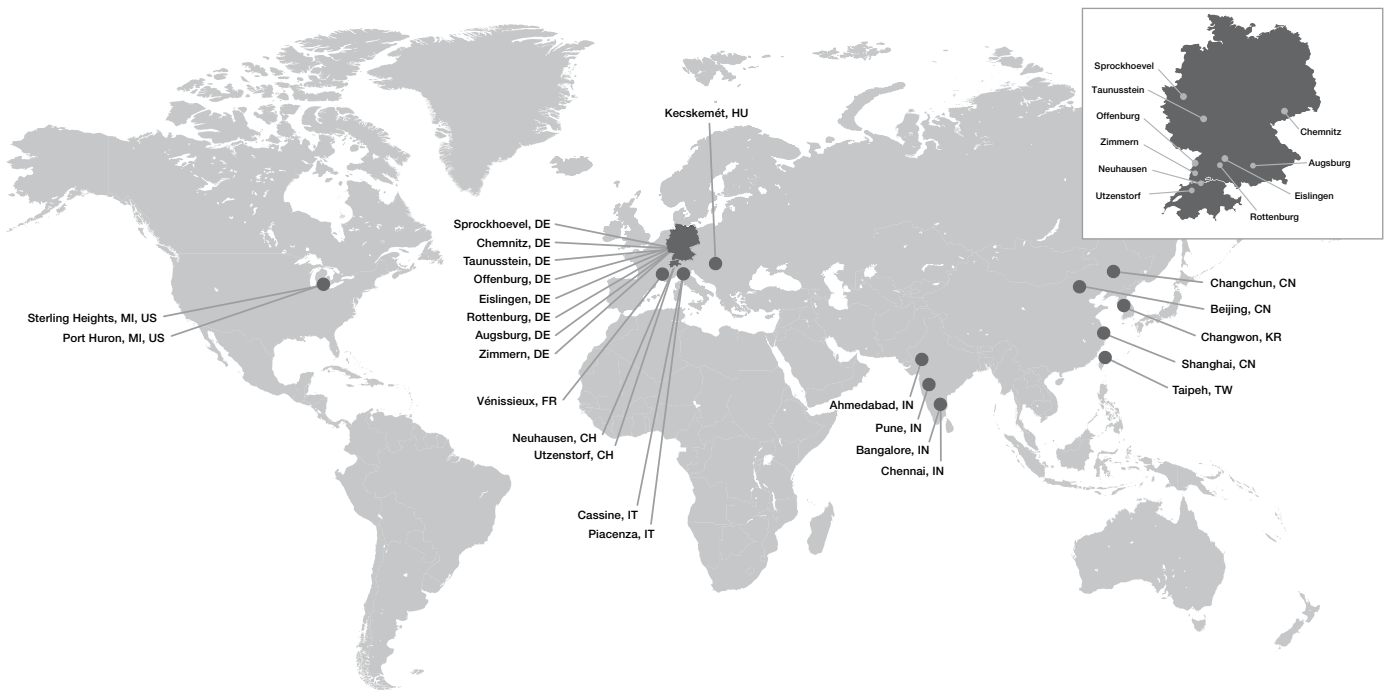 Kecskemét, HU
Sprockhoevel, DE
Chemnitz, DE
Taunusstein, DE
Offenburg, DE
Eislingen, DE
Rottenburg, DE
Augsburg, DE
Zimmern, DE
Vénissieux, FR
Neuhausen, CH
Utzenstorf, CH
Cassine, IT
Piacenza, IT
Sterling Heights, MI, US
Port Huron, MI, US
Ahmedabad, IN
Pune, IN
Bangalore, IN
Chennai, IN
Changchun, CN
Beijing, CN
Changwon, KR
Shanghai, CN
Taipeh, TW
Sprockhoevel
Taunusstein
Offenburg
Zimmern
Neuhausen
Utzenstorf
Chemnitz
Augsburg
Eislingen
Rottenburg